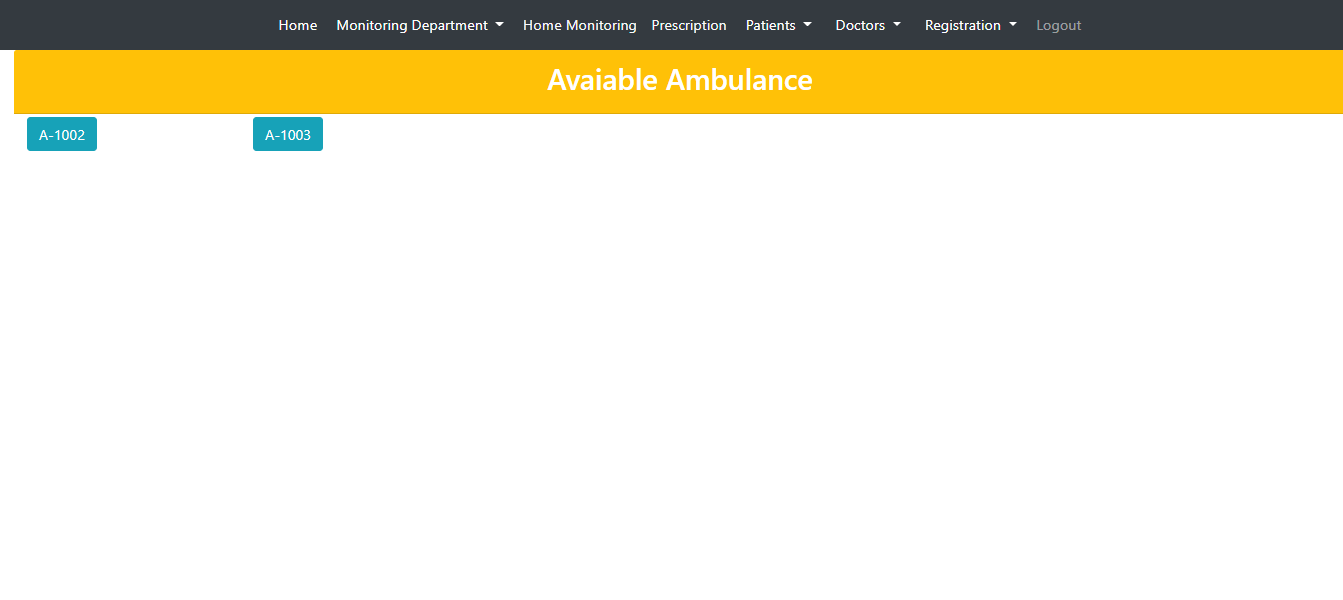 Home Monitoring Department Home Monitoring Prescription Patients Doctors Registration Logout
Avaiable Ambulance
A-1002 A-1003